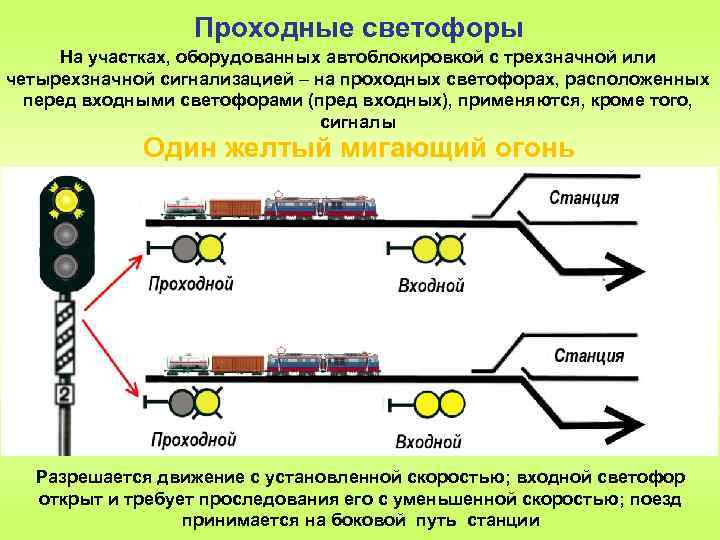 Проходные светофоры
На участках, оборудованных автоблокировкой с трехзначной или
четырехзначной сигнализацией – на проходных светофорах, расположенных
перед входными светофорами (пред входных), применяются, кроме того,
сигналы
Один желтый мигающий огонь
Станция
Проходной
Входной
2
Станция
Проходной
Входной
Разрешается движение с установленной скоростью; входной светофор
открыт и требует проследования его с уменьшенной скоростью; поезд
принимается на боковой путь станции